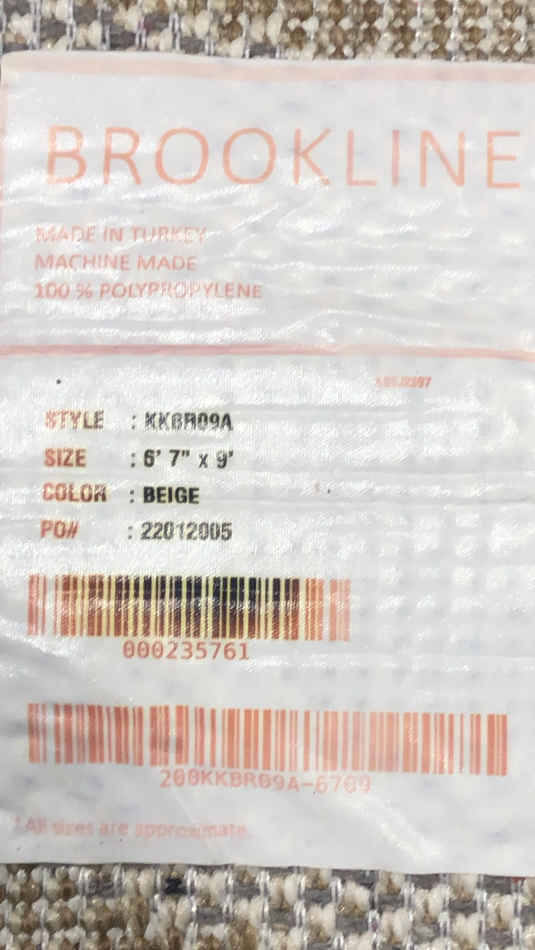 BROOKLINE
MADE IN TURKEY
MACHINE MADE
100 % POLYPROPYLENE
STYLE : KKBR09A
SIZE : 6' 7" x 9'
COLOR : BEIGE
PO# : 22012005
000235761
200KKBR09A-6709
*All sizes are approximate.